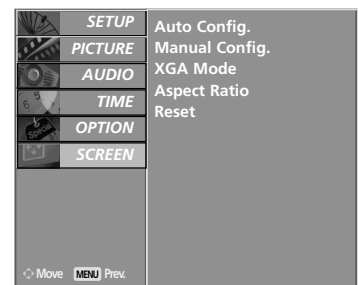 SETUP
PICTURE
AUDIO
TIME
OPTION
SCREEN
Auto Config.
Manual Config.
XGA Mode
Aspect Ratio
Reset
Move MENU Prev.